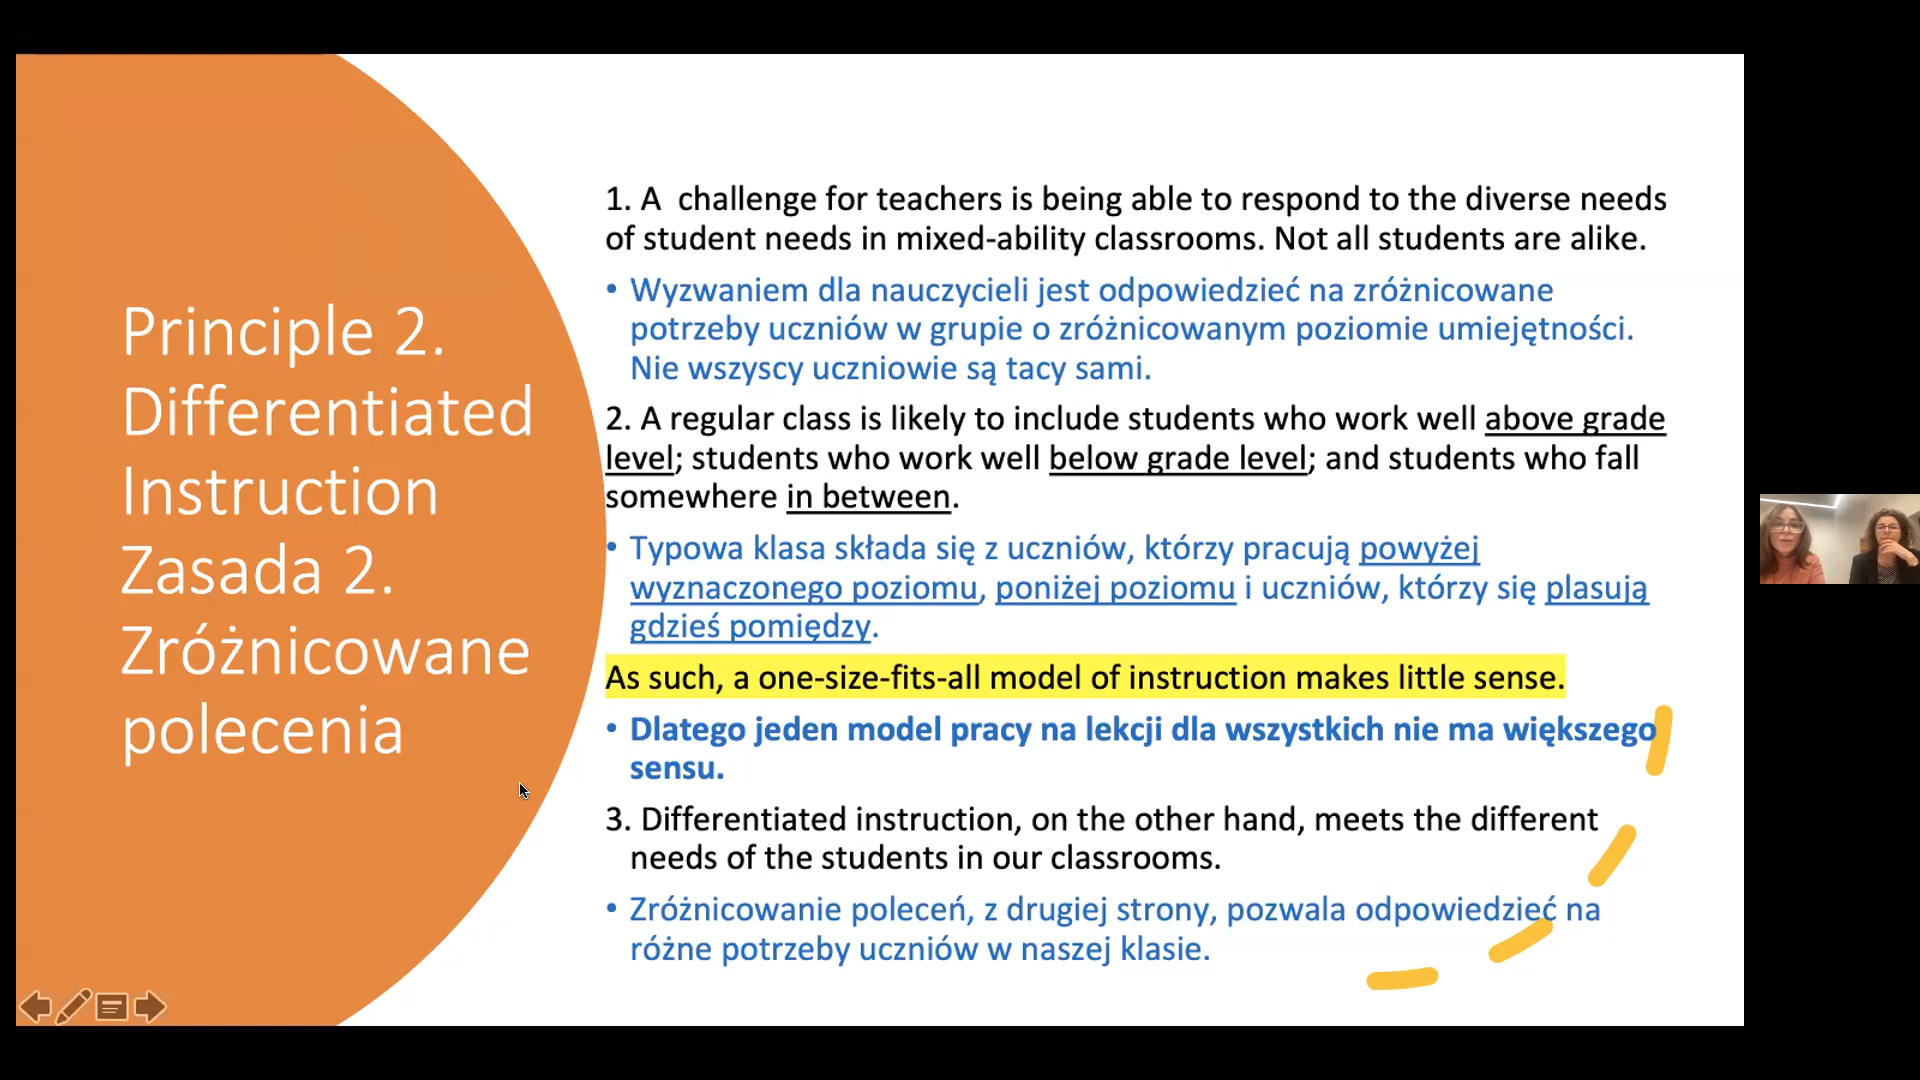 Principle 2.
Differentiated
Instruction
Zasada 2.
Zróżnicowane
polecenia
1. A  challenge for teachers is being able to respond to the diverse needs
of student needs in mixed-ability classrooms. Not all students are alike.
• Wyzwaniem dla nauczycieli jest odpowiedzieć na zróżnicowane
potrzeby uczniów w grupie o zróżnicowanym poziomie umiejętności.
Nie wszyscy uczniowie są tacy sami.
2. A regular class is likely to include students who work well above grade
level; students who work well below grade level; and students who fall
somewhere in between.
• Typowa klasa składa się z uczniów, którzy pracują powyżej
wyznaczonego poziomu, poniżej poziomu i uczniów, którzy się plasują
gdzieś pomiędzy.
As such, a one-size-fits-all model of instruction makes little sense.
• Dlatego jeden model pracy na lekcji dla wszystkich nie ma większego
sensu.
3. Differentiated instruction, on the other hand, meets the different
needs of the students in our classrooms.
• Zróżnicowanie poleceń, z drugiej strony, pozwala odpowiedzieć na
różne potrzeby uczniów w naszej klasie.